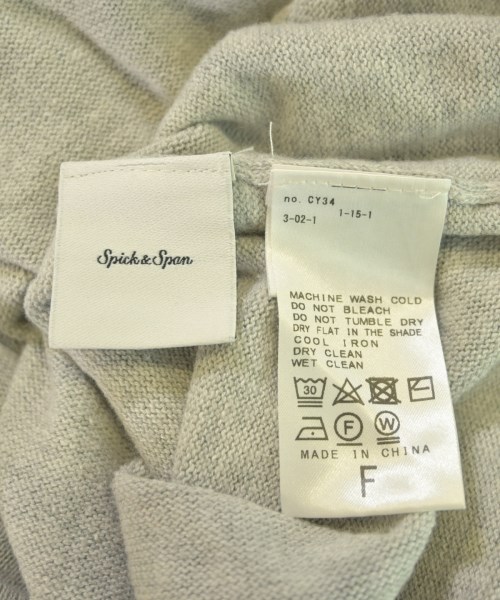 Spick & Span
no. CY34
3-02-1 1-15-1
MACHINE WASH COLD
DO NOT BLEACH
DO NOT TUMBLE DRY
DRY FLAT IN THE SHADE
COOL IRON
DRY CLEAN
WET CLEAN
30
F W
MADE IN CHINA
F